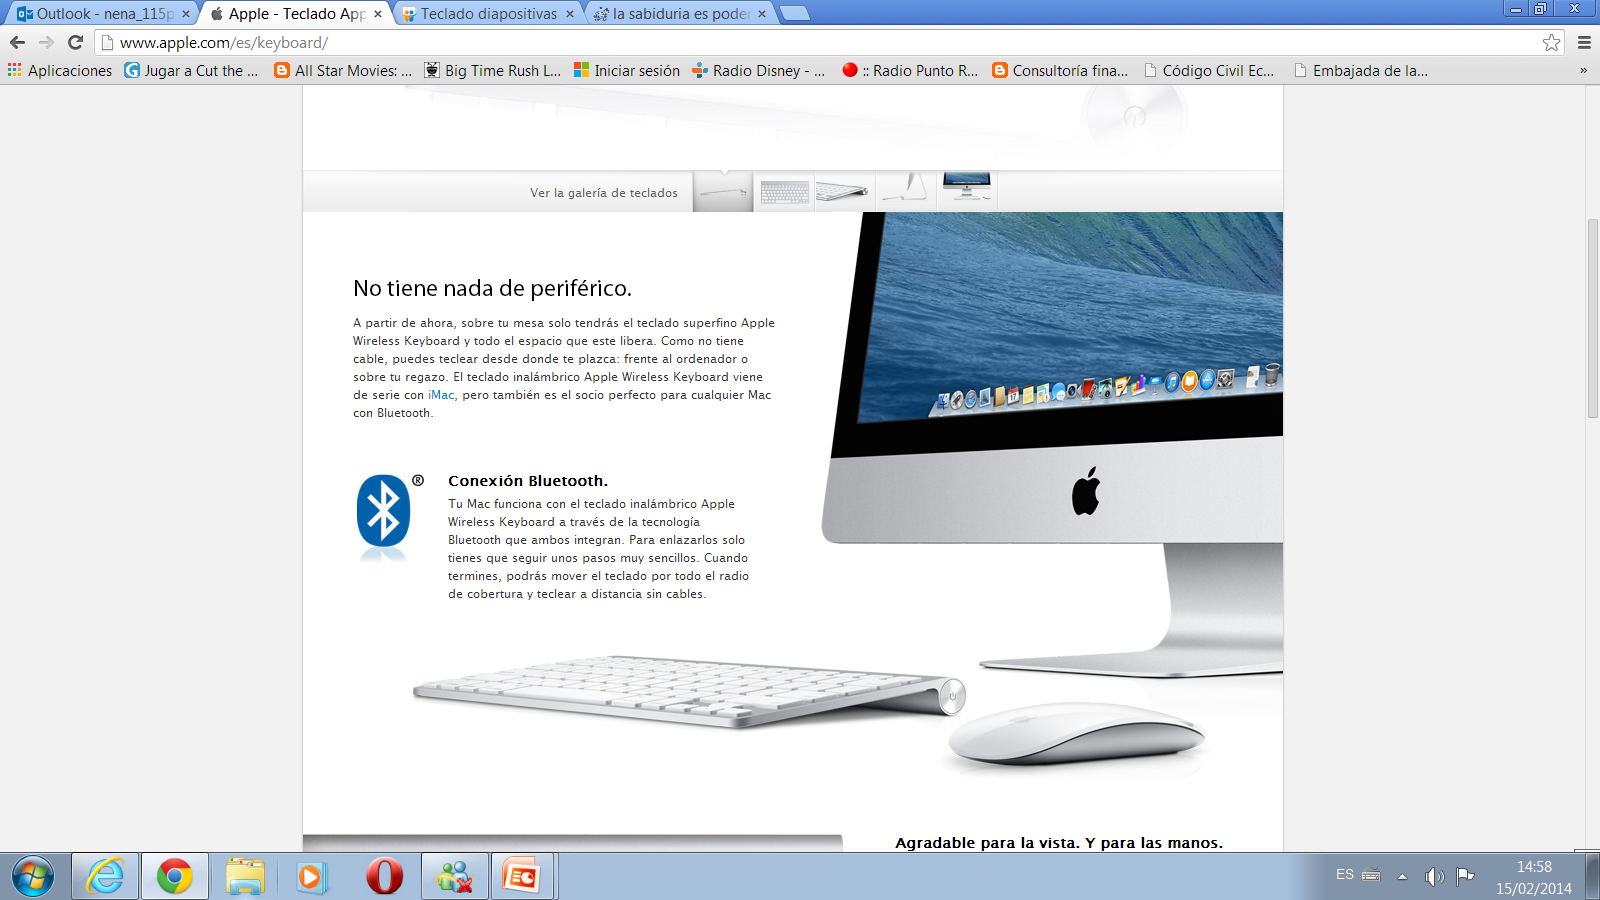 Outlook - nena_115p
Apple - Teclado App
Teclado diapositivas
la sabiduria es poder
www.apple.com/es/keyboard/
Aplicaciones
Jugar a Cut the ...
All Star Movies: ...
Big Time Rush L...
Iniciar sesión
Radio Disney - ...
:: Radio Punto R...
Consultoría fina...
Código Civil Ec...
Embajada de la...
»
Ver la galería de teclados
No tiene nada de periférico.
A partir de ahora, sobre tu mesa solo tendrás el teclado superfino Apple
Wireless Keyboard y todo el espacio que este libera. Como no tiene
cable, puedes teclear desde donde te plazca: frente al ordenador o
sobre tu regazo. El teclado inalámbrico Apple Wireless Keyboard viene
de serie con iMac, pero también es el socio perfecto para cualquier Mac
con Bluetooth.
®
Conexión Bluetooth.
Tu Mac funciona con el teclado inalámbrico Apple
Wireless Keyboard a través de la tecnología
Bluetooth que ambos integran. Para enlazarlos solo
tienes que seguir unos pasos muy sencillos. Cuando
termines, podrás mover el teclado por todo el radio
de cobertura y teclear a distancia sin cables.
Agradable para la vista. Y para las manos.
ES
14:58
15/02/2014